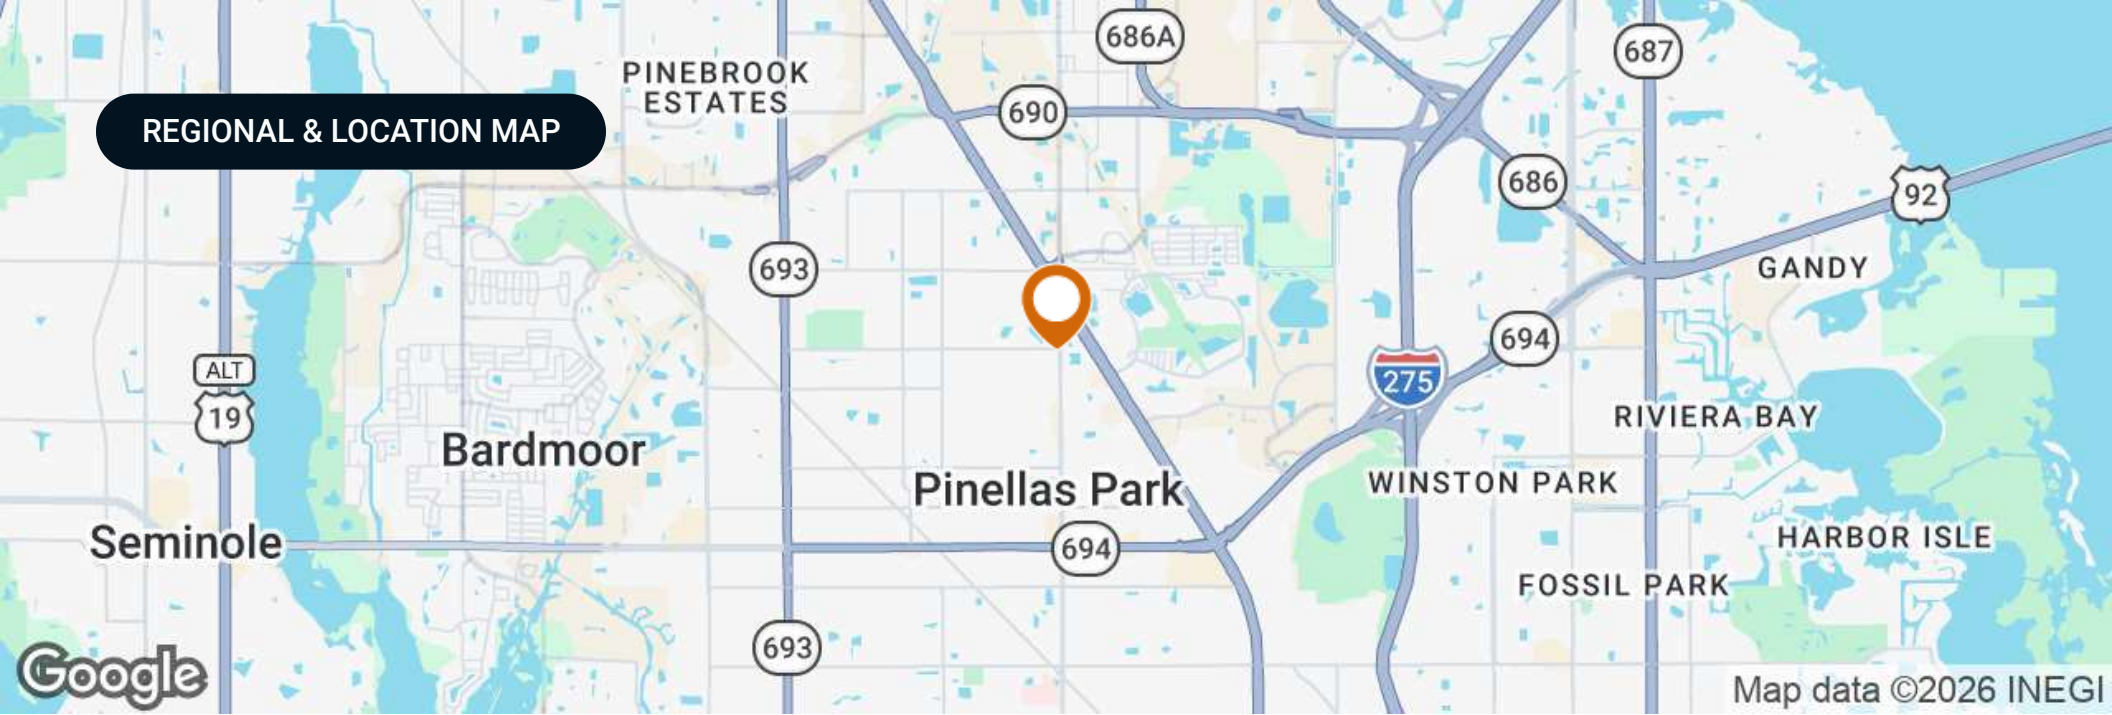 686A
687
PINEBROOK
ESTATES
690
REGIONAL & LOCATION MAP
686
92
693
GANDY
694
ALT
19
275
RIVIERA BAY
Bardmoor
Pinellas Park
WINSTON PARK
Seminole
694
HARBOR ISLE
FOSSIL PARK
693
Google
Map data ©2026 INEGI